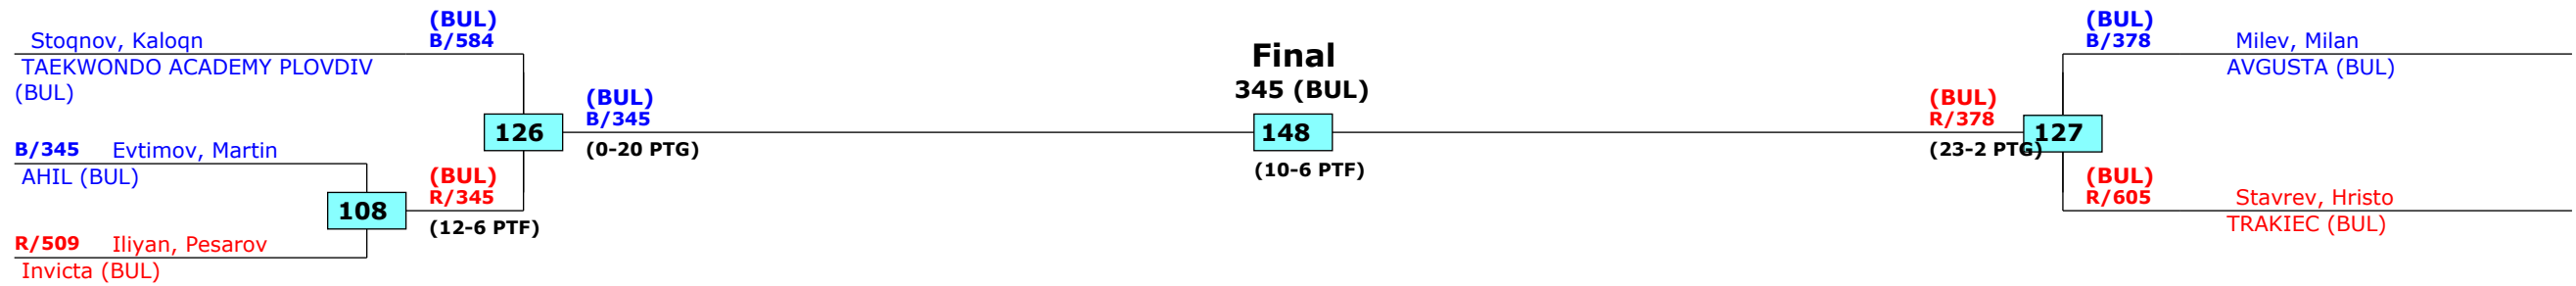 (BUL)
B/584
Stoqnov, Kaloqn
TAEKWONDO ACADEMY PLOVDIV
(BUL)
B/345 Evtimov, Martin
AHIL (BUL)
108
R/509 Iliyan, Pesarov
Invicta (BUL)
126
(BUL)
R/345
(12-6 PTF)
(BUL)
B/345
(0-20 PTG)
Final
345 (BUL)
148
(10-6 PTF)
(BUL)
R/378
(23-2 PTG)
127
(BUL)
B/378
Milev, Milan
AVGUSTA (BUL)
(BUL)
R/605
Stavrev, Hristo
TRAKIEC (BUL)